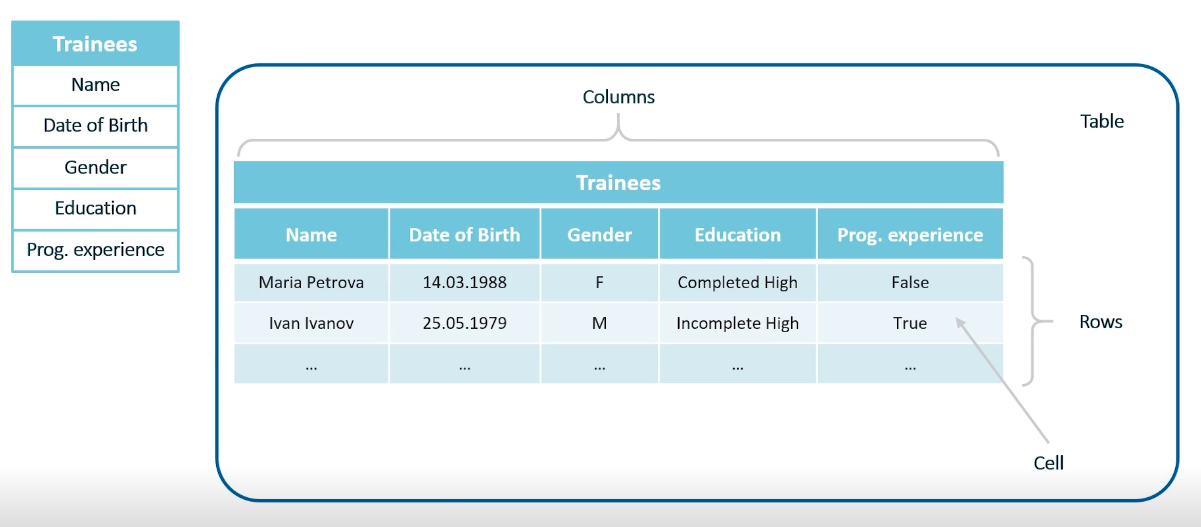 Trainees
Name
Date of Birth
Gender
Education
Prog. experience
Columns
Table
Trainees
Name Date of Birth Gender Education Prog. experience
Maria Petrova 14.03.1988 F Completed High False
Ivan Ivanov 25.05.1979 M Incomplete High True
... ... ... ... ...
Rows
Cell